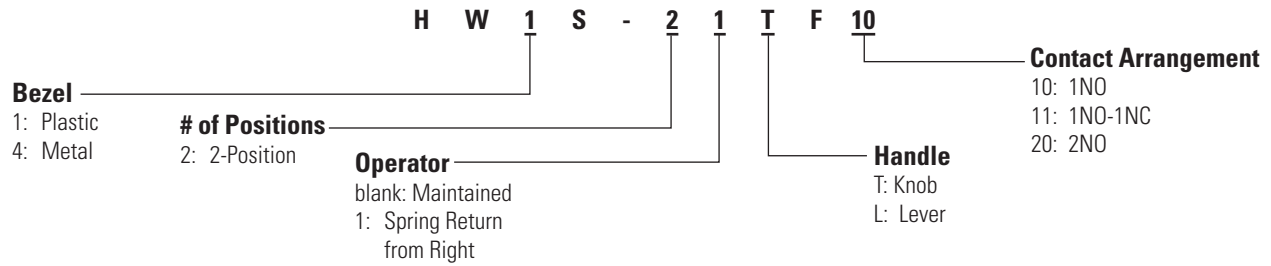 H W 1 S - 2 1 T F 10
Bezel
1: Plastic
4: Metal
# of Positions
2: 2-Position
Operator
blank: Maintained
1: Spring Return
from Right
Handle
T: Knob
L: Lever
Contact Arrangement
10: 1NO
11: 1NO-1NC
20: 2NO